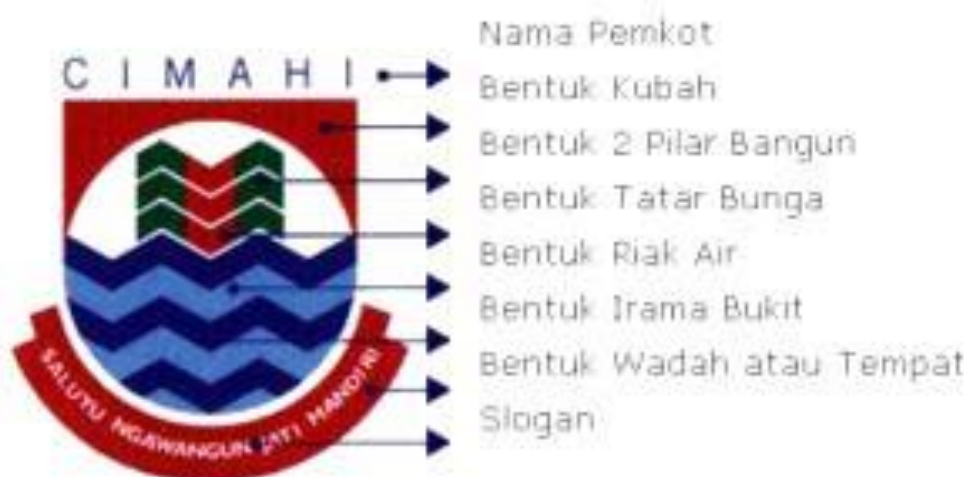 CIMAHI
Nama Pemkot
Bentuk Kubah
Bentuk 2 Pilar Bangun
Bentuk Tatar Bunga
Bentuk Riak Air
Bentuk Irama Bukit
Bentuk Wadah atau Tempat
Slogan
SALUYU NGAWANGUN JATI MANDIRI